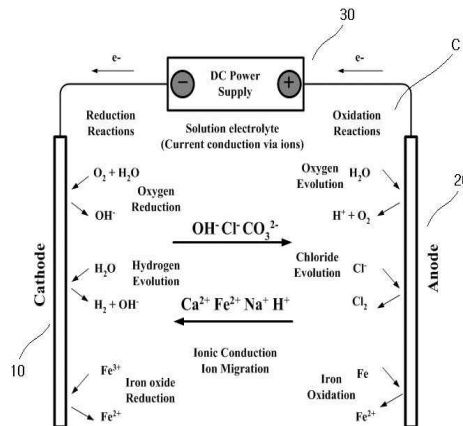 30
e-
e-
C
DC Power
Supply
−
+
Reduction
Reactions
Solution electrolyte
(Current conduction via ions)
Oxidation
Reactions
O₂ + H₂O
Oxygen
Reduction
OH⁻
Oxygen
Evolution
H₂O
H⁺ + O₂
20
OH⁻ Cl⁻ CO₃²⁻
Cathode
Anode
H₂O
Hydrogen
Evolution
H₂ + OH⁻
Chloride
Evolution
Cl⁻
Cl₂
Ca²⁺ Fe²⁺ Na⁺ H⁺
10
Ionic Conduction
Ion Migration
Fe³⁺
Iron oxide
Reduction
Fe²⁺
Fe
Iron
Oxidation
Fe²⁺